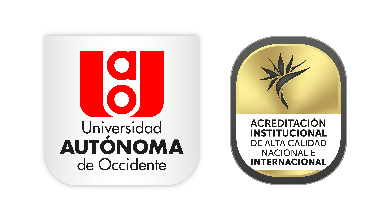 Universidad
AUTÓNOMA
de Occidente
ACREDITACIÓN
INSTITUCIONAL
DE ALTA CALIDAD
NACIONAL E
INTERNACIONAL